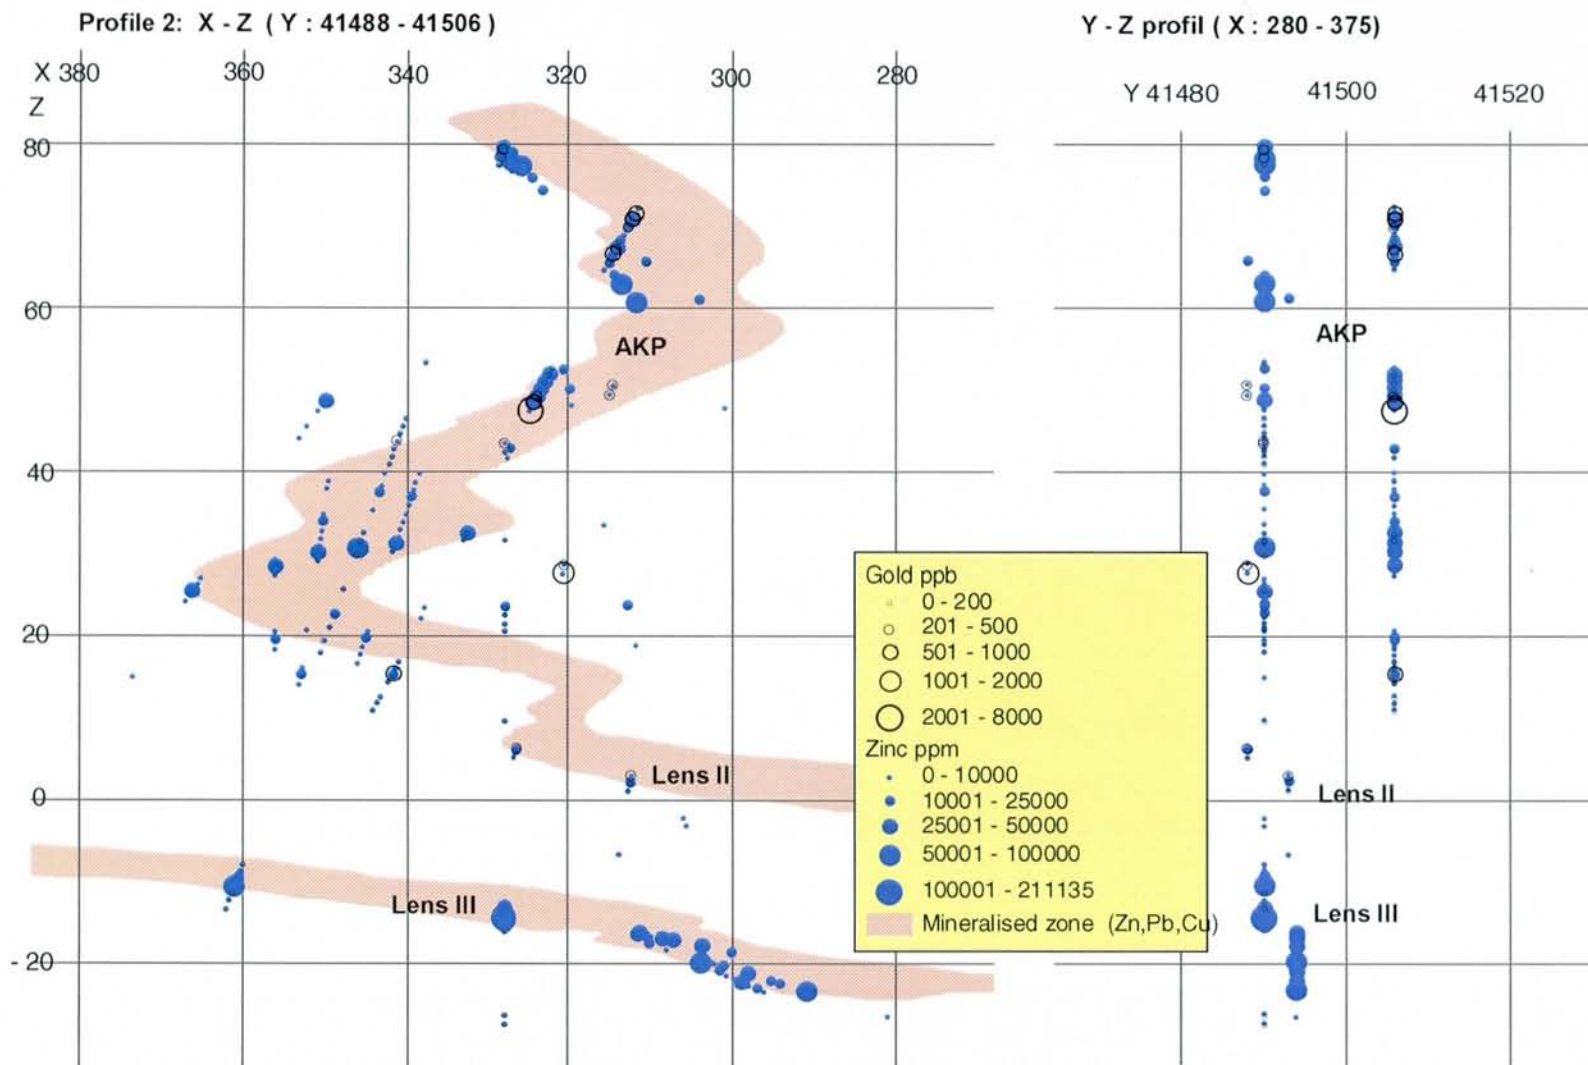 Profile 2: X - Z ( Y : 41488 - 41506 )
Y - Z profil ( X : 280 - 375)
X 380 360 340 320 300 280
Z
Y 41480 41500 41520
80
60
40
20
0
- 20
AKP
Lens II
Lens III
AKP
Lens II
Lens III
Gold ppb
0 - 200
201 - 500
501 - 1000
1001 - 2000
2001 - 8000
Zinc ppm
0 - 10000
10001 - 25000
25001 - 50000
50001 - 100000
100001 - 211135
Mineralised zone (Zn,Pb,Cu)